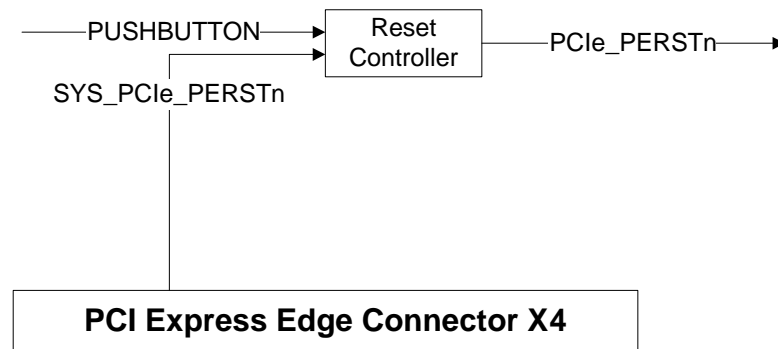 PUSHBUTTON
Reset
Controller
PCIe_PERSTn
SYS_PCIe_PERSTn
PCI Express Edge Connector X4